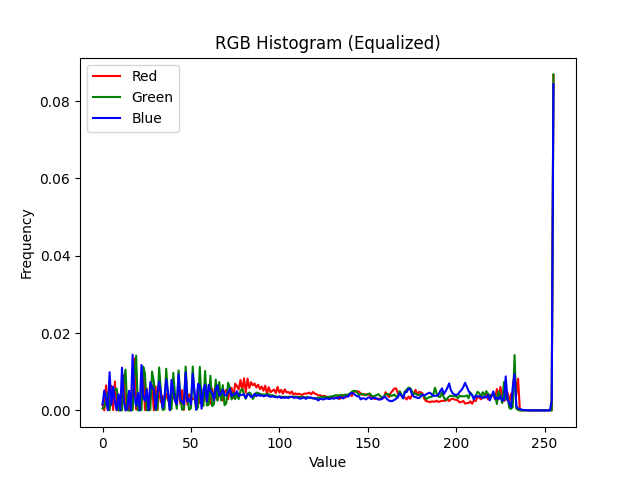 RGB Histogram (Equalized)
Red
Green
Blue
Frequency
0.08
0.06
0.04
0.02
0.00
0 50 100 150 200 250
Value